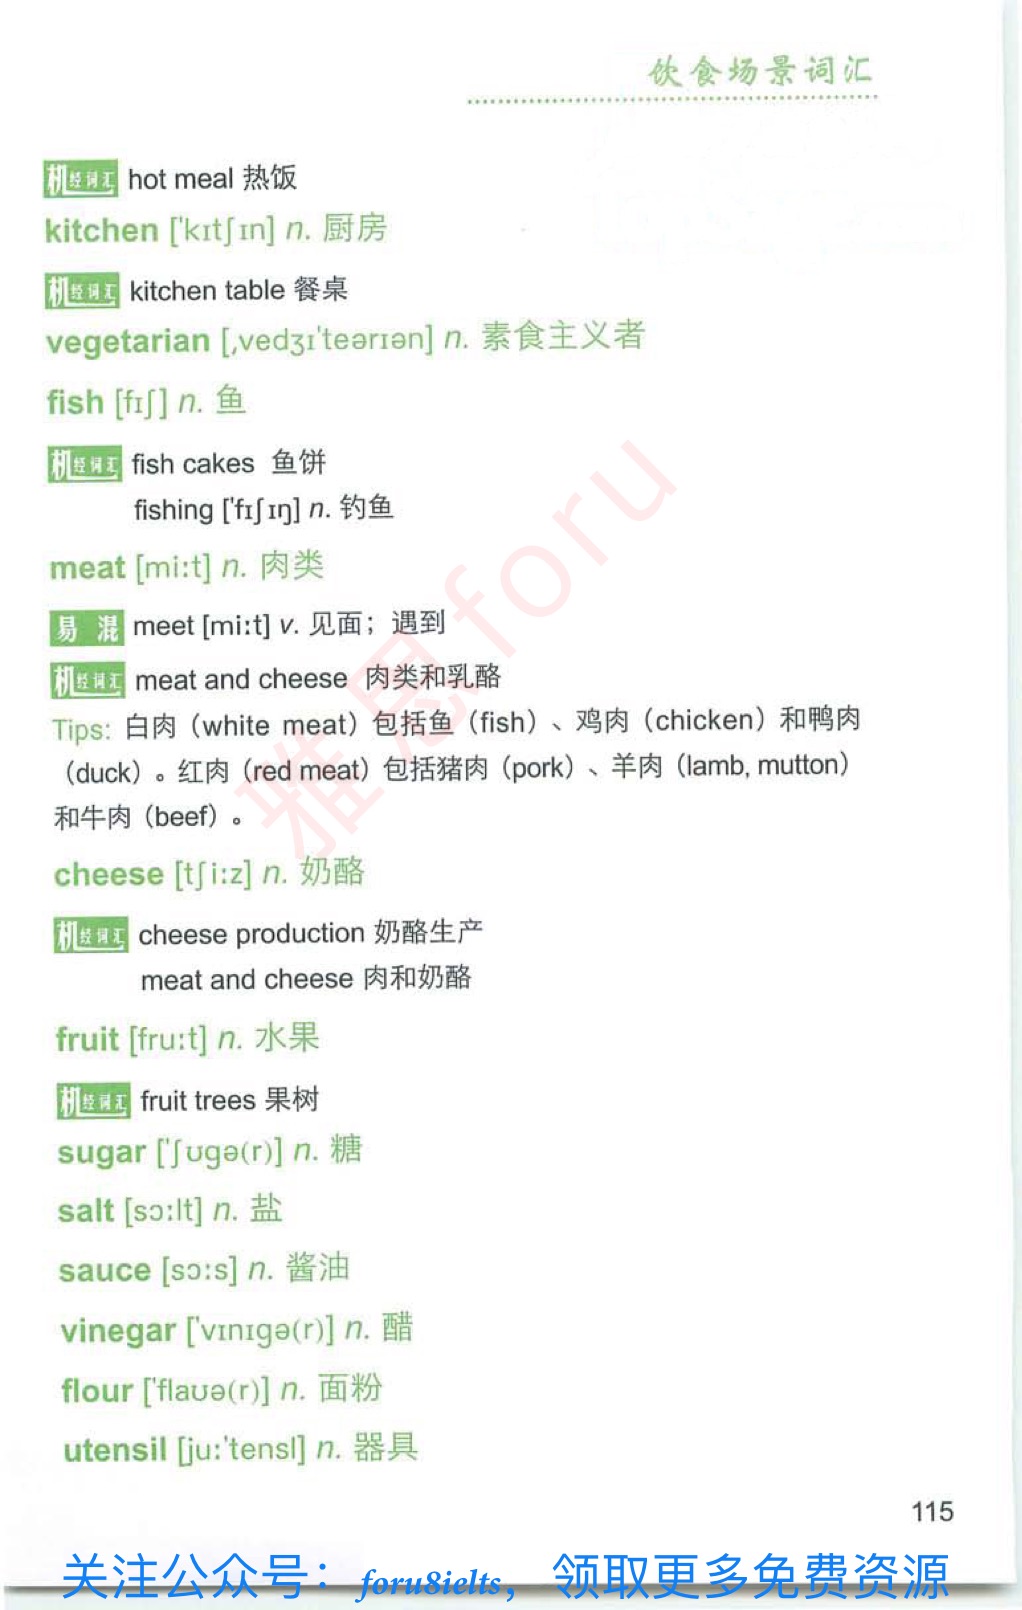 饮食场景词汇
机经词汇 hot meal 热饭
kitchen ['kɪtʃɪn] n. 厨房
机经词汇 kitchen table 餐桌
vegetarian [ˌvedʒɪ'teərɪən] n. 素食主义者
fish [fɪʃ] n. 鱼
机经词汇 fish cakes 鱼饼
fishing ['fɪʃɪŋ] n. 钓鱼
meat [miːt] n. 肉类
易混 meet [miːt] v. 见面；遇到
机经词汇 meat and cheese 肉类和乳酪
Tips: 白肉（white meat）包括鱼（fish）、鸡肉（chicken）和鸭肉
（duck）。红肉（red meat）包括猪肉（pork）、羊肉（lamb, mutton）
和牛肉（beef）。
cheese [tʃiːz] n. 奶酪
机经词汇 cheese production 奶酪生产
meat and cheese 肉和奶酪
fruit [fruːt] n. 水果
机经词汇 fruit trees 果树
sugar ['ʃʊgə(r)] n. 糖
salt [sɔːlt] n. 盐
sauce [sɔːs] n. 酱油
vinegar ['vɪnɪgə(r)] n. 醋
flour ['flaʊə(r)] n. 面粉
utensil [juː'tensl] n. 器具
115
雅思foru
关注公众号：foru8ielts，领取更多免费资源